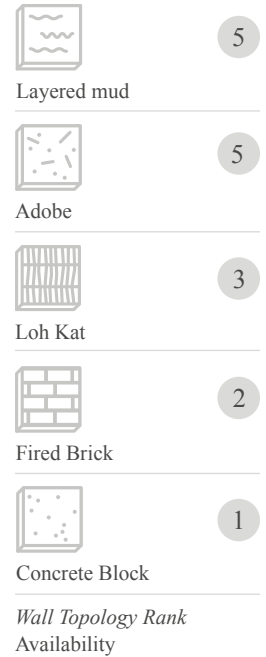 5
Layered mud
5
Adobe
3
Loh Kat
2
Fired Brick
1
Concrete Block
Wall Topology Rank
Availability